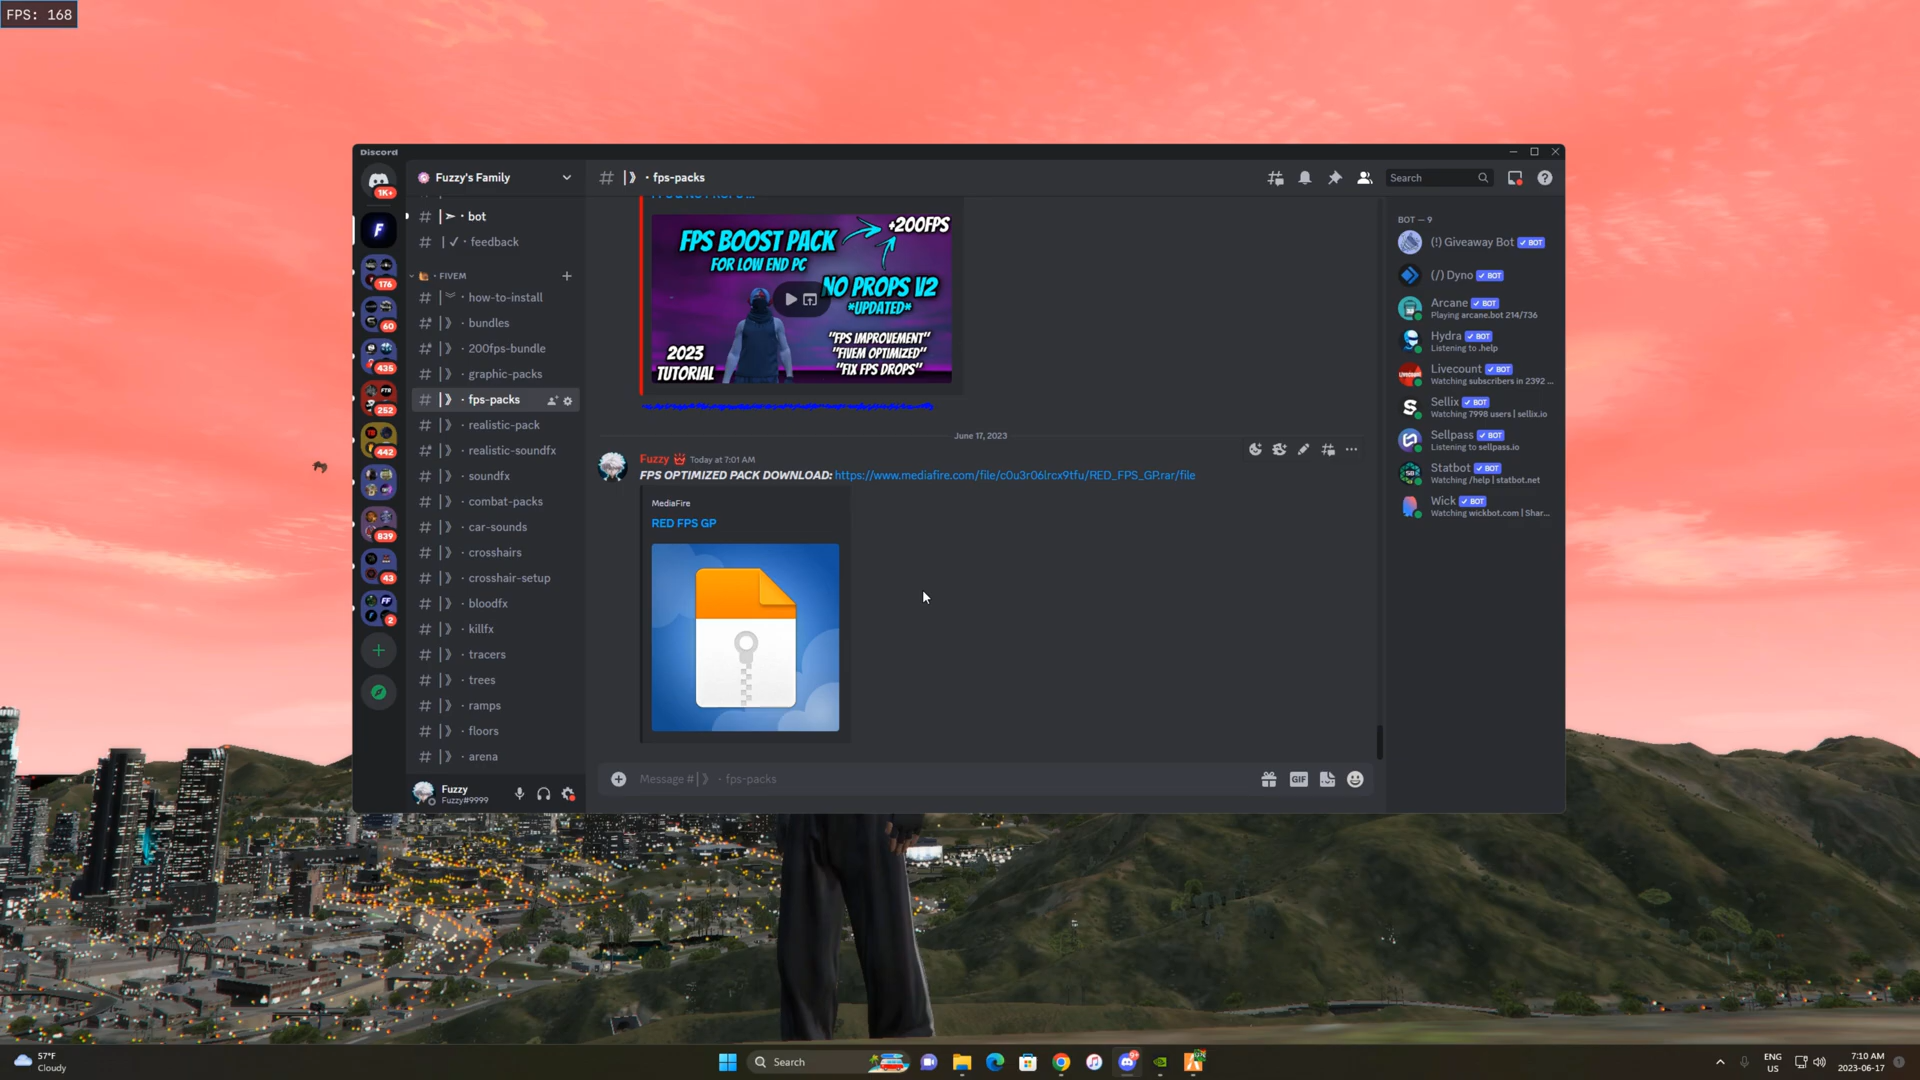 FPS: 168
Discord
1K+
176
60
435
252
442
839
43
2
Fuzzy's Family
bot
feedback
FIVEM
how-to-install
bundles
200fps-bundle
graphic-packs
fps-packs
realistic-pack
realistic-soundfx
soundfx
combat-packs
car-sounds
crosshairs
crosshair-setup
bloodfx
killfx
tracers
trees
ramps
floors
arena
Fuzzy
Fuzzy#9999
fps-packs
Search
FPS BOOST PACK
FOR LOW END PC
+200FPS
NO PROPS V2
*UPDATED*
"FPS IMPROVEMENT"
"FIVEM OPTIMIZED"
"FIX FPS DROPS"
2023
TUTORIAL
June 17, 2023
Fuzzy Today at 7:01 AM
FPS OPTIMIZED PACK DOWNLOAD: https://www.mediafire.com/file/c0u3r06lrcx9tfu/RED_FPS_GP.rar/file
MediaFire
RED FPS GP
Message # | 》 · fps-packs
GIF
BOT — 9
(!) Giveaway Bot ✓ BOT
(/) Dyno ✓ BOT
Arcane ✓ BOT
Playing arcane.bot 214/736
Hydra ✓ BOT
Listening to .help
Livecount ✓ BOT
Watching subscribers in 2392 ...
Sellix ✓ BOT
Watching 7998 users | sellix.io
Sellpass ✓ BOT
Listening to sellpass.io
Statbot ✓ BOT
Watching /help | statbot.net
Wick ✓ BOT
Watching wickbot.com | Shar...
57°F
Cloudy
Search
ENG
US
7:10 AM
2023-06-17